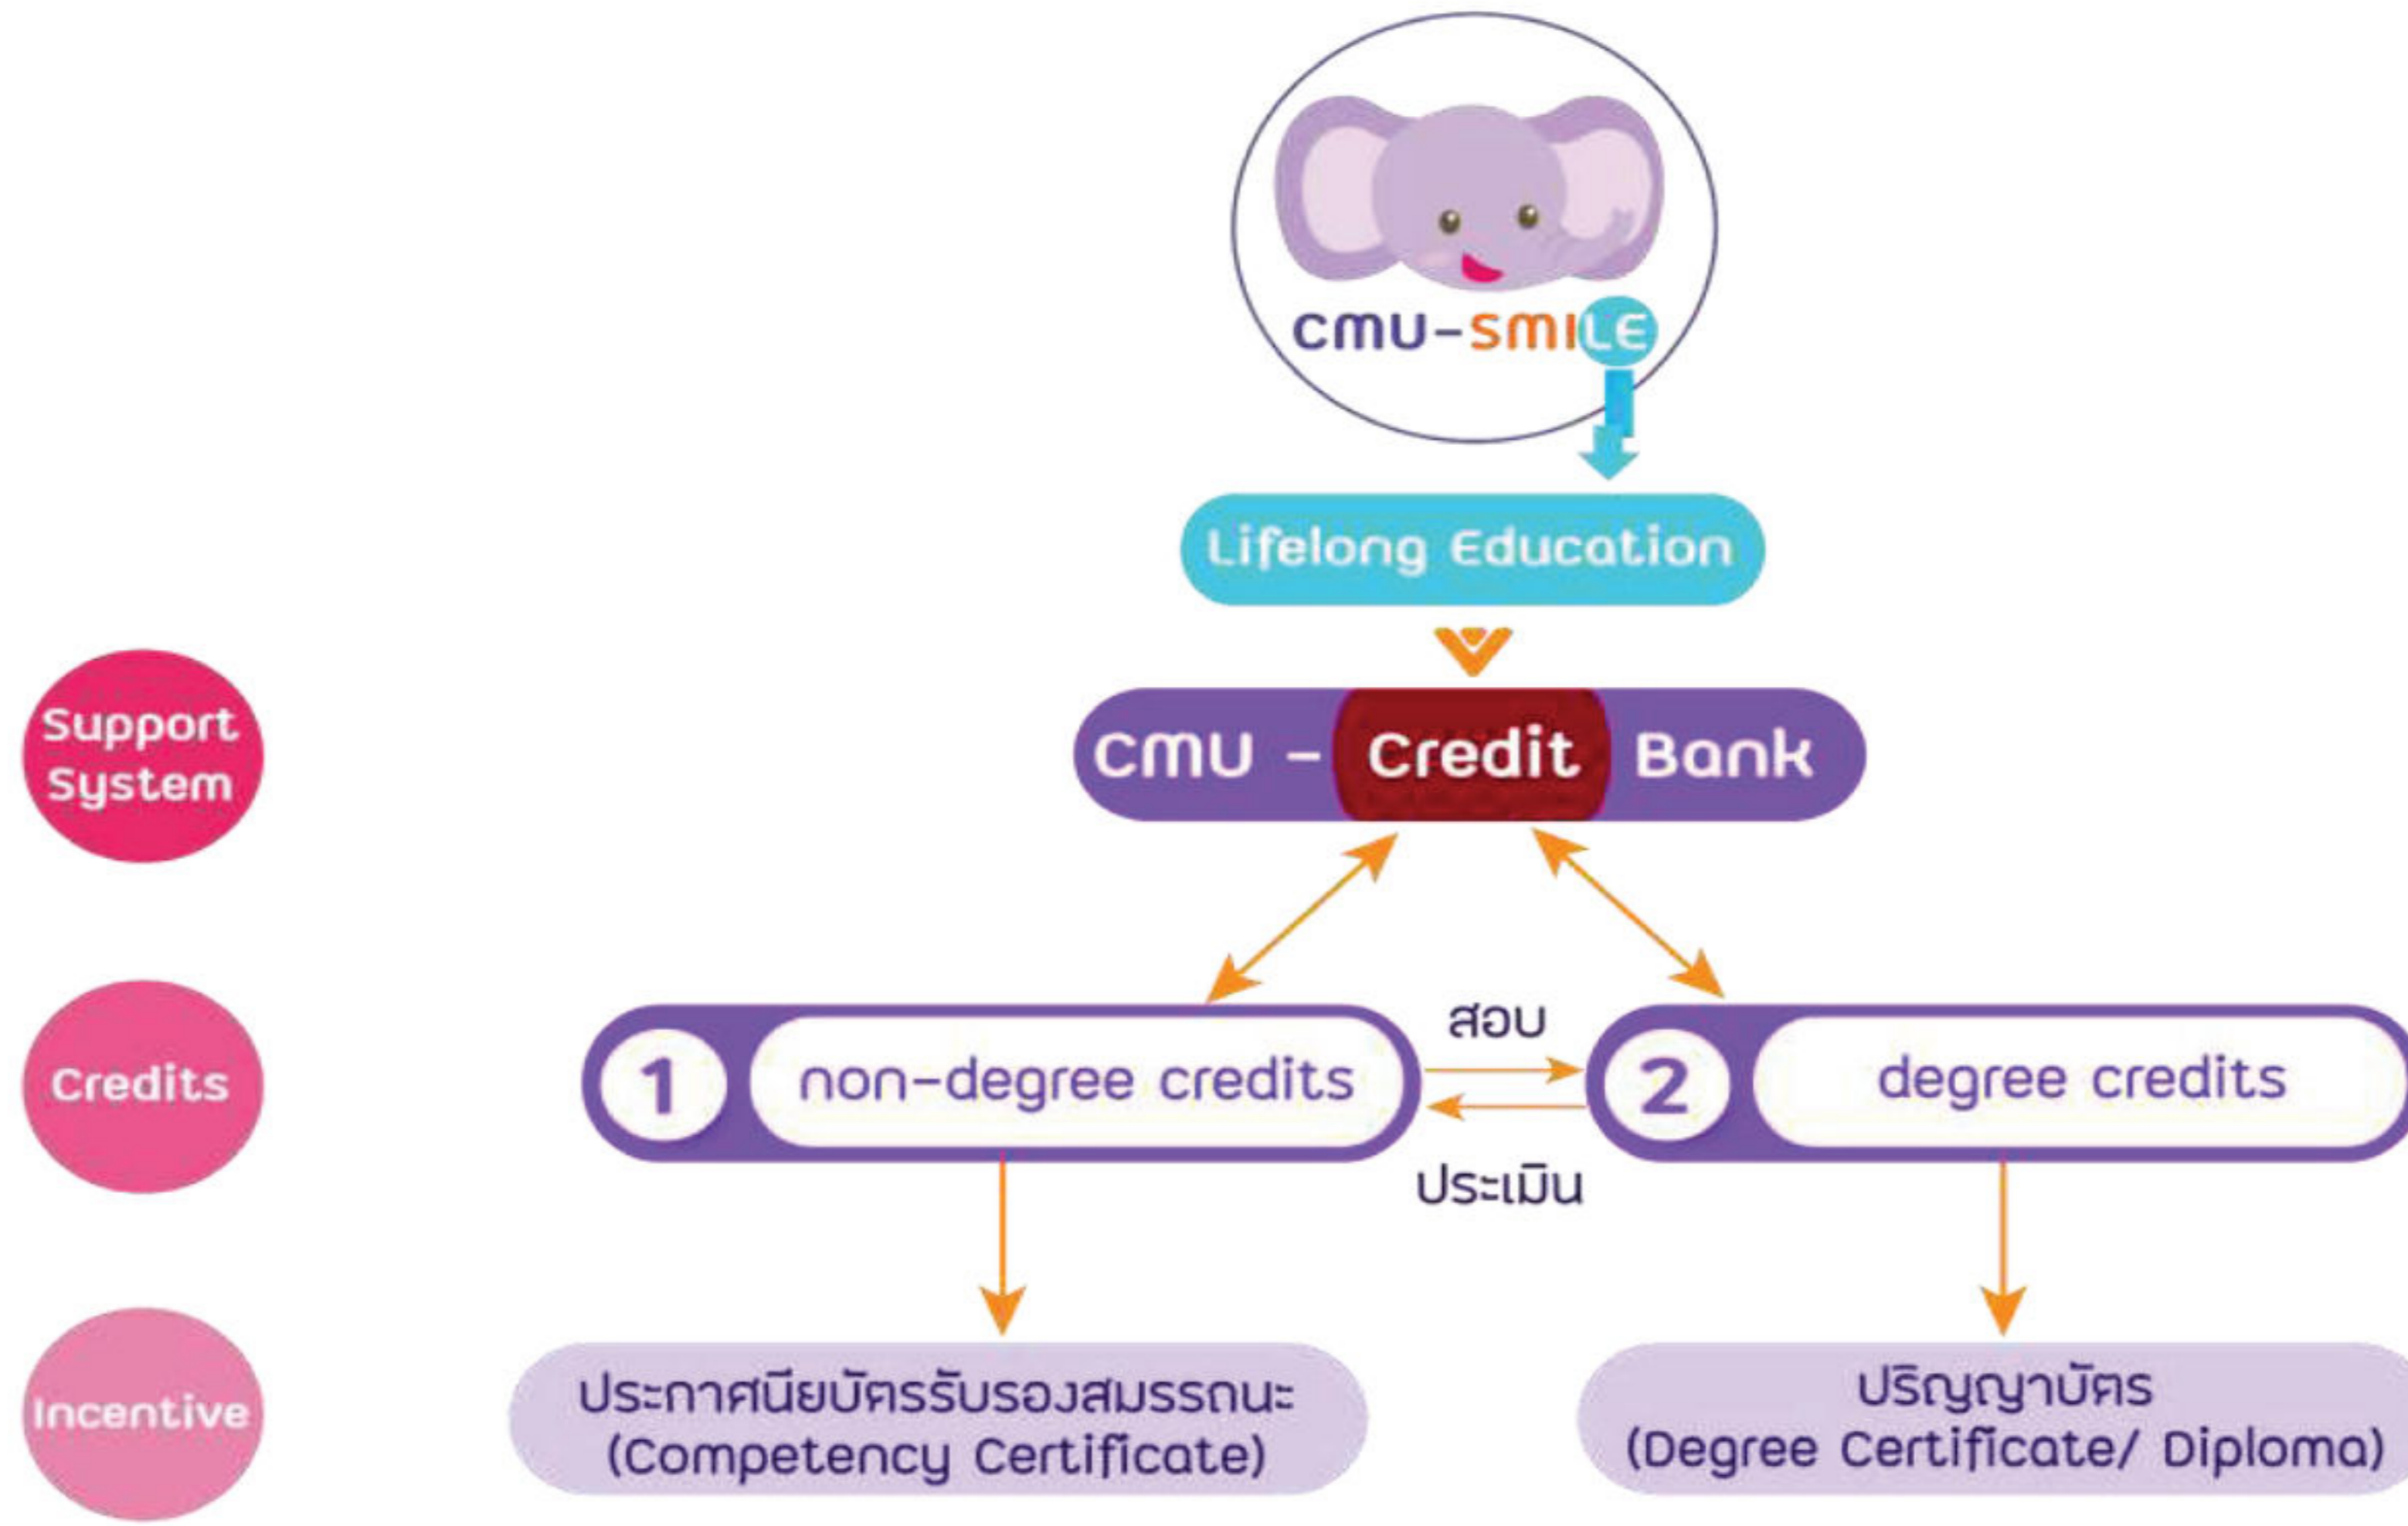 CMU-SMILE
Lifelong Education
Support
System
CMU - Credit Bank
Credits
1 non-degree credits
สอบ
ประเมิน
2 degree credits
Incentive
ประกาศนียบัตรรับรองสมรรถนะ
(Competency Certificate)
ปริญญาบัตร
(Degree Certificate/ Diploma)